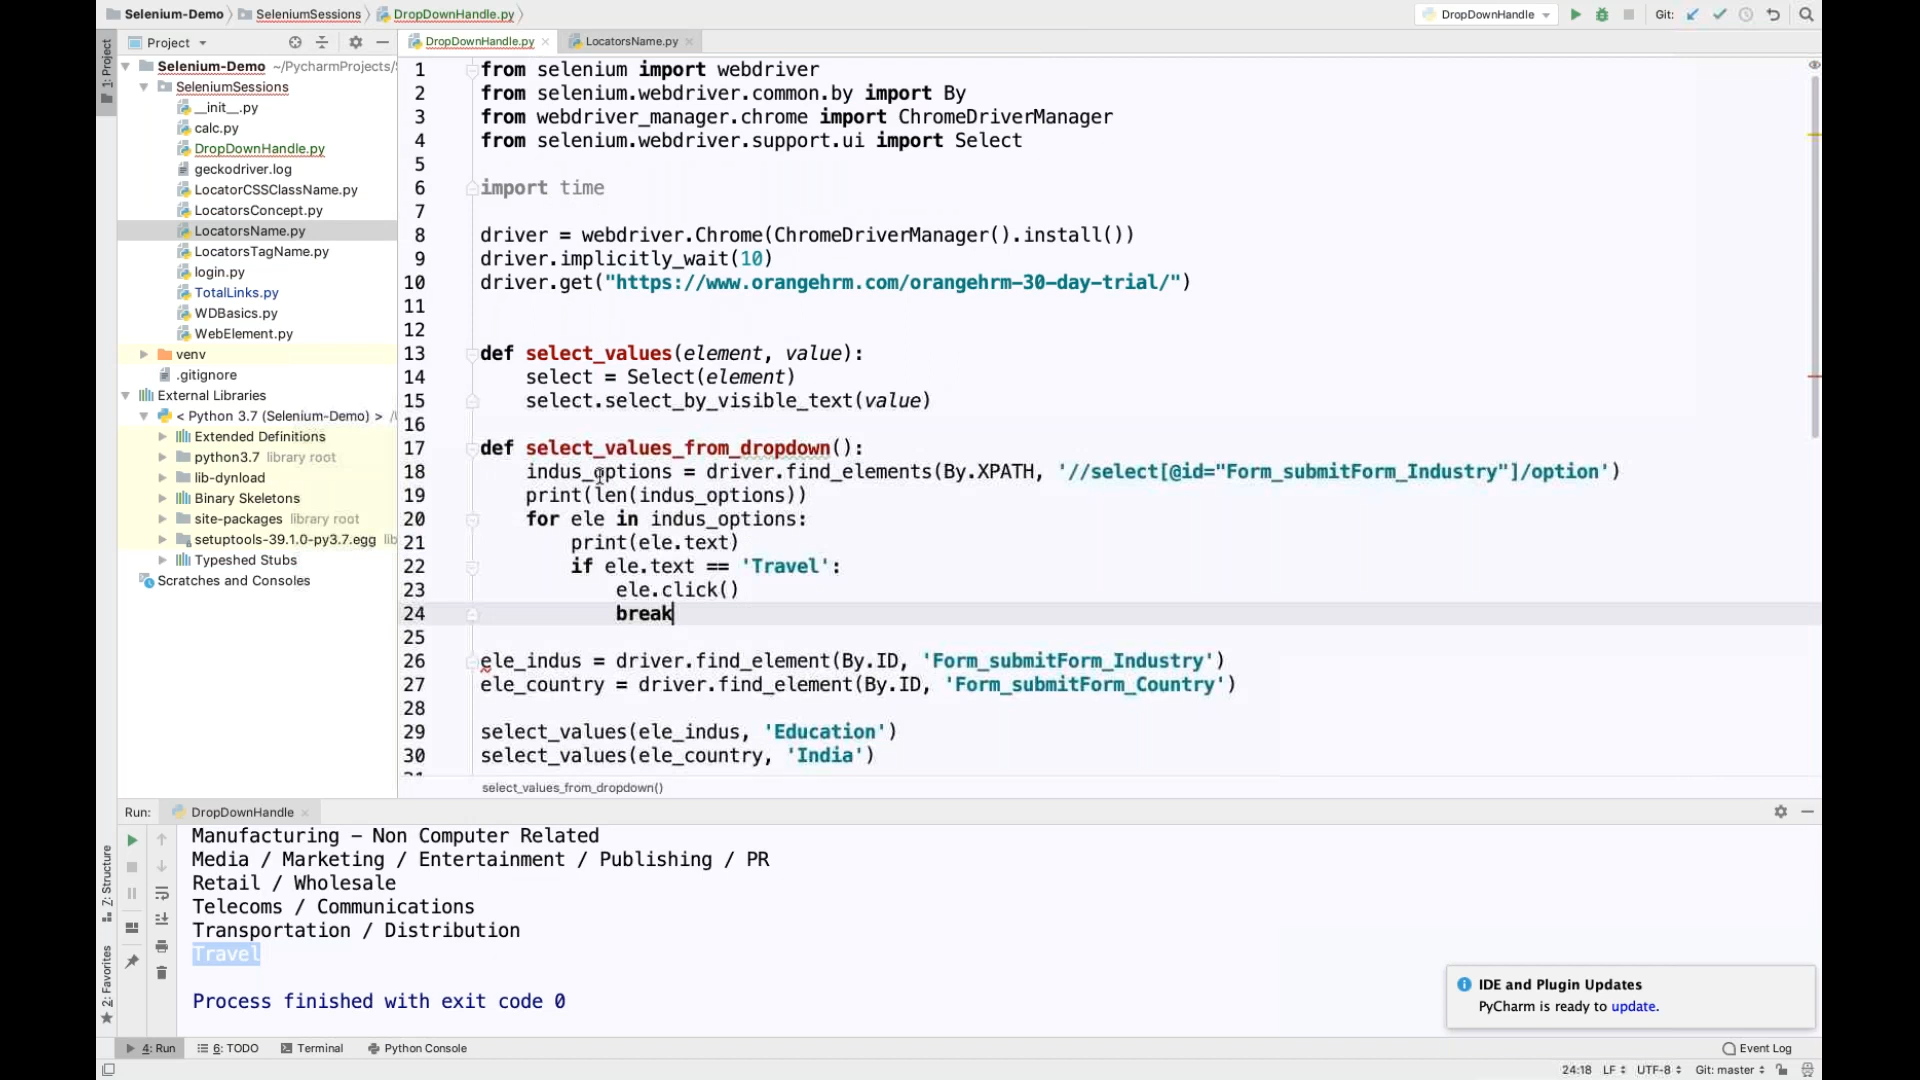 Selenium-Demo SeleniumSessions DropDownHandle.py
DropDownHandle Git:
1: Project
Project
DropDownHandle.py LocatorsName.py
Selenium-Demo ~/PycharmProjects/S
SeleniumSessions
__init__.py
calc.py
DropDownHandle.py
geckodriver.log
LocatorCSSClassName.py
LocatorsConcept.py
LocatorsName.py
LocatorsTagName.py
login.py
TotalLinks.py
WDBasics.py
WebElement.py
venv
.gitignore
External Libraries
< Python 3.7 (Selenium-Demo) >
Extended Definitions
python3.7 library root
lib-dynload
Binary Skeletons
site-packages library root
setuptools-39.1.0-py3.7.egg lib
Typeshed Stubs
Scratches and Consoles
1 from selenium import webdriver
2 from selenium.webdriver.common.by import By
3 from webdriver_manager.chrome import ChromeDriverManager
4 from selenium.webdriver.support.ui import Select
5
6 import time
7
8 driver = webdriver.Chrome(ChromeDriverManager().install())
9 driver.implicitly_wait(10)
10 driver.get("https://www.orangehrm.com/orangehrm-30-day-trial/")
11
12
13 def select_values(element, value):
14 select = Select(element)
15 select.select_by_visible_text(value)
16
17 def select_values_from_dropdown():
18 indus_options = driver.find_elements(By.XPATH, '//select[@id="Form_submitForm_Industry"]/option')
19 print(len(indus_options))
20 for ele in indus_options:
21 print(ele.text)
22 if ele.text == 'Travel':
23 ele.click()
24 break
25
26 ele_indus = driver.find_element(By.ID, 'Form_submitForm_Industry')
27 ele_country = driver.find_element(By.ID, 'Form_submitForm_Country')
28
29 select_values(ele_indus, 'Education')
30 select_values(ele_country, 'India')
select_values_from_dropdown()
Run: DropDownHandle
Manufacturing – Non Computer Related
Media / Marketing / Entertainment / Publishing / PR
Retail / Wholesale
Telecoms / Communications
Transportation / Distribution
Travel
Process finished with exit code 0
Z: Structure
2: Favorites
IDE and Plugin Updates
PyCharm is ready to update.
4: Run 6: TODO Terminal Python Console Event Log
24:18 LF UTF-8 Git: master